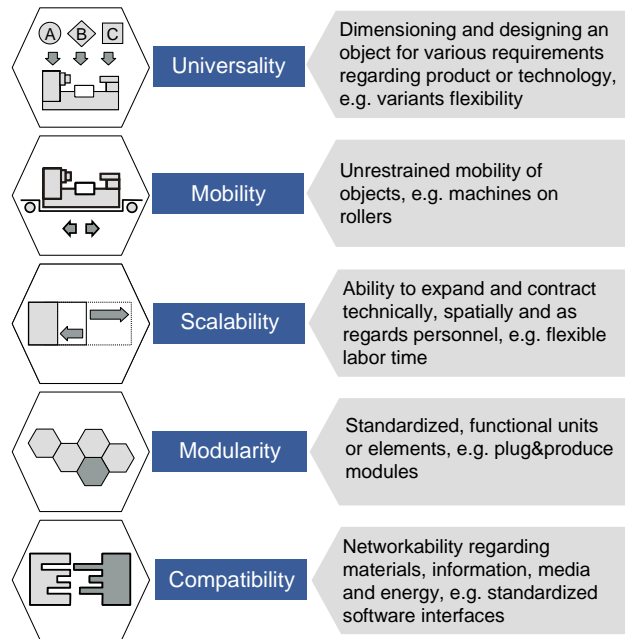 A B C
Universality
Dimensioning and designing an
object for various requirements
regarding product or technology,
e.g. variants flexibility
Mobility
Unrestrained mobility of
objects, e.g. machines on
rollers
Scalability
Ability to expand and contract
technically, spatially and as
regards personnel, e.g. flexible
labor time
Modularity
Standardized, functional units
or elements, e.g. plug&produce
modules
Compatibility
Networkability regarding
materials, information, media
and energy, e.g. standardized
software interfaces